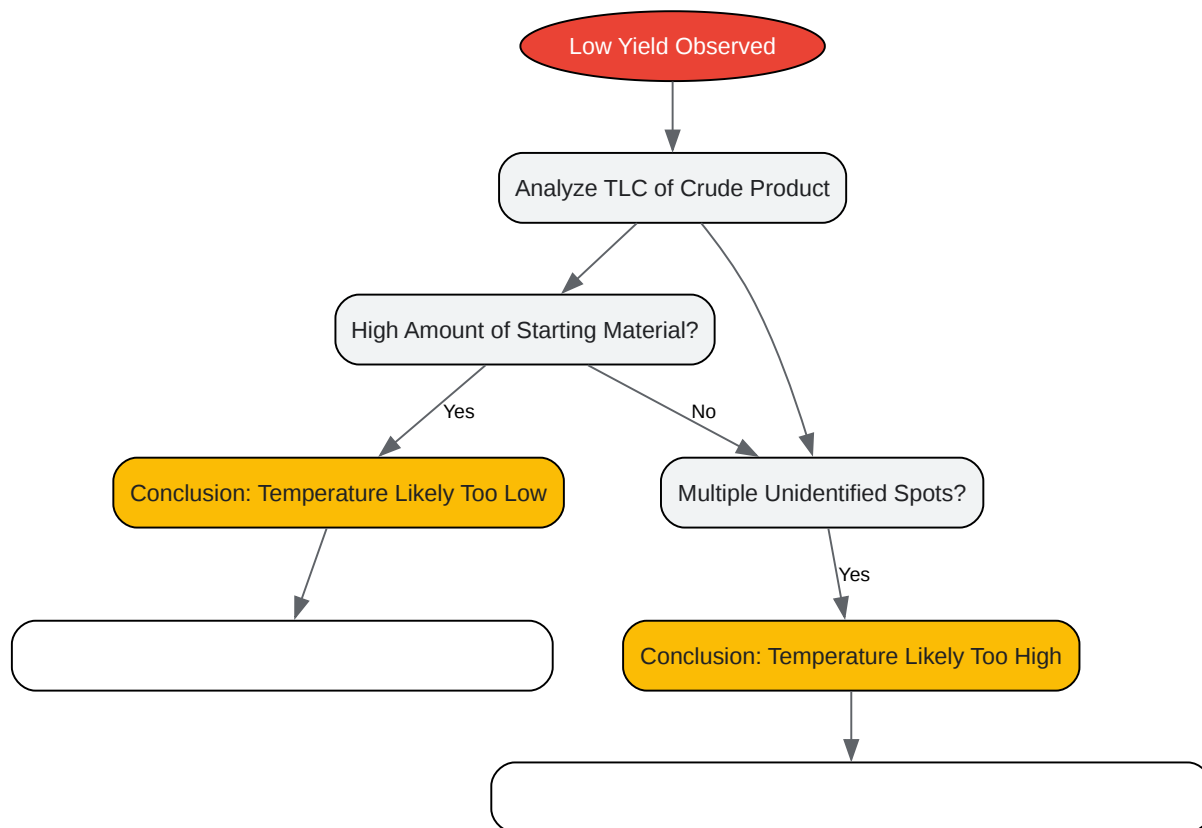 Low Yield Observed
Analyze TLC of Crude Product
High Amount of Starting Material?
Yes
No
Conclusion: Temperature Likely Too Low
Multiple Unidentified Spots?
Yes
Conclusion: Temperature Likely Too High